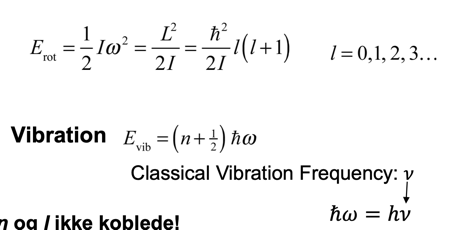 E_rot = 1/2 Iω² = L²/2I = ℏ²/2I l(l+1) l = 0,1,2,3…
Vibration E_vib = (n+½) ℏω
Classical Vibration Frequency: ν
ℏω = hν
n og l ikke koblede!